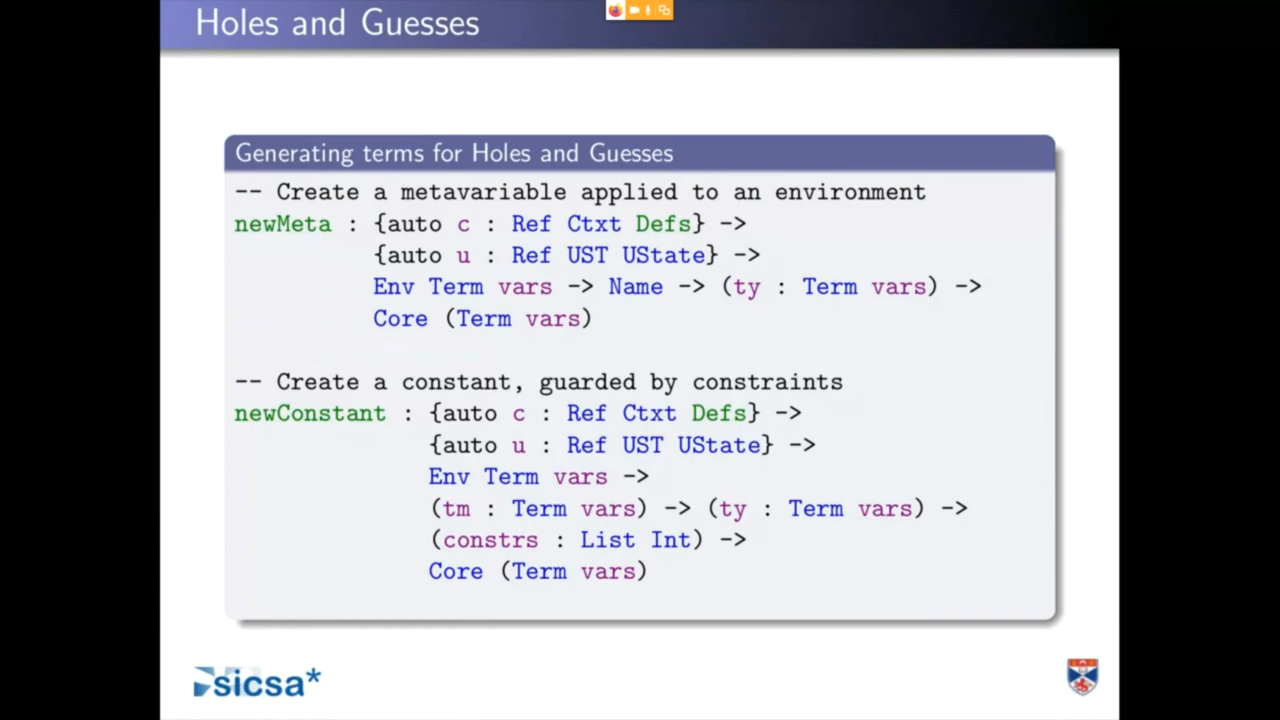 Holes and Guesses
Generating terms for Holes and Guesses
-- Create a metavariable applied to an environment
newMeta : {auto c : Ref Ctxt Defs} ->
{auto u : Ref UST UState} ->
Env Term vars -> Name -> (ty : Term vars) ->
Core (Term vars)
-- Create a constant, guarded by constraints
newConstant : {auto c : Ref Ctxt Defs} ->
{auto u : Ref UST UState} ->
Env Term vars ->
(tm : Term vars) -> (ty : Term vars) ->
(constrs : List Int) ->
Core (Term vars)
sicsa*